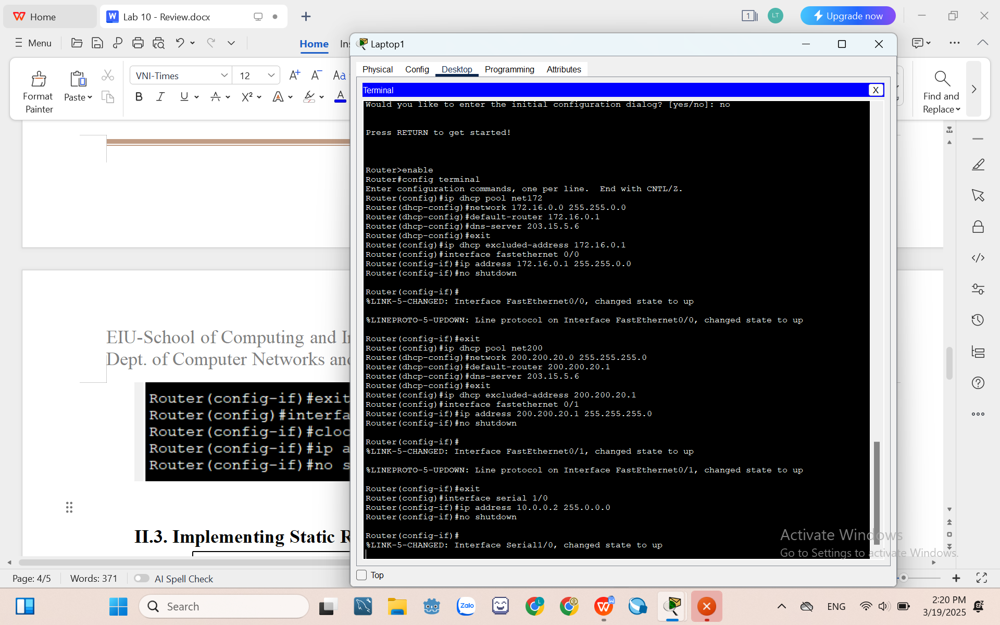 Home
Lab 10 - Review.docx
1
LT
Upgrade now
Menu
Home
Ins
Format
Painter
Paste
VNI-Times
12
Find and
Replace
Laptop1
Physical
Config
Desktop
Programming
Attributes
Terminal
X
Would you like to enter the initial configuration dialog? [yes/no]: no
Press RETURN to get started!
Router>enable
Router#config terminal
Enter configuration commands, one per line.  End with CNTL/Z.
Router(config)#ip dhcp pool net172
Router(dhcp-config)#network 172.16.0.0 255.255.0.0
Router(dhcp-config)#default-router 172.16.0.1
Router(dhcp-config)#dns-server 203.15.5.6
Router(dhcp-config)#exit
Router(config)#ip dhcp excluded-address 172.16.0.1
Router(config)#interface fastethernet 0/0
Router(config-if)#ip address 172.16.0.1 255.255.0.0
Router(config-if)#no shutdown
Router(config-if)#
%LINK-5-CHANGED: Interface FastEthernet0/0, changed state to up
%LINEPROTO-5-UPDOWN: Line protocol on Interface FastEthernet0/0, changed state to up
Router(config-if)#exit
Router(config)#ip dhcp pool net200
Router(dhcp-config)#network 200.200.20.0 255.255.255.0
Router(dhcp-config)#default-router 200.200.20.1
Router(dhcp-config)#dns-server 203.15.5.6
Router(dhcp-config)#exit
Router(config)#ip dhcp excluded-address 200.200.20.1
Router(config)#interface fastethernet 0/1
Router(config-if)#ip address 200.200.20.1 255.255.255.0
Router(config-if)#no shutdown
Router(config-if)#
%LINK-5-CHANGED: Interface FastEthernet0/1, changed state to up
%LINEPROTO-5-UPDOWN: Line protocol on Interface FastEthernet0/1, changed state to up
Router(config-if)#exit
Router(config)#interface serial 1/0
Router(config-if)#ip address 10.0.0.2 255.0.0.0
Router(config-if)#no shutdown
Router(config-if)#
%LINK-5-CHANGED: Interface Serial1/0, changed state to up
Top
EIU-School of Computing and I
Dept. of Computer Networks an
Router(config-if)#exit
Router(config)#interfa
Router(config-if)#cloc
Router(config-if)#ip a
Router(config-if)#no s
II.3. Implementing Static R
Activate Windows
Go to Settings to activate Windows.
Page: 4/5
Words: 371
AI Spell Check
Search
Zalo
ENG
2:20 PM
3/19/2025